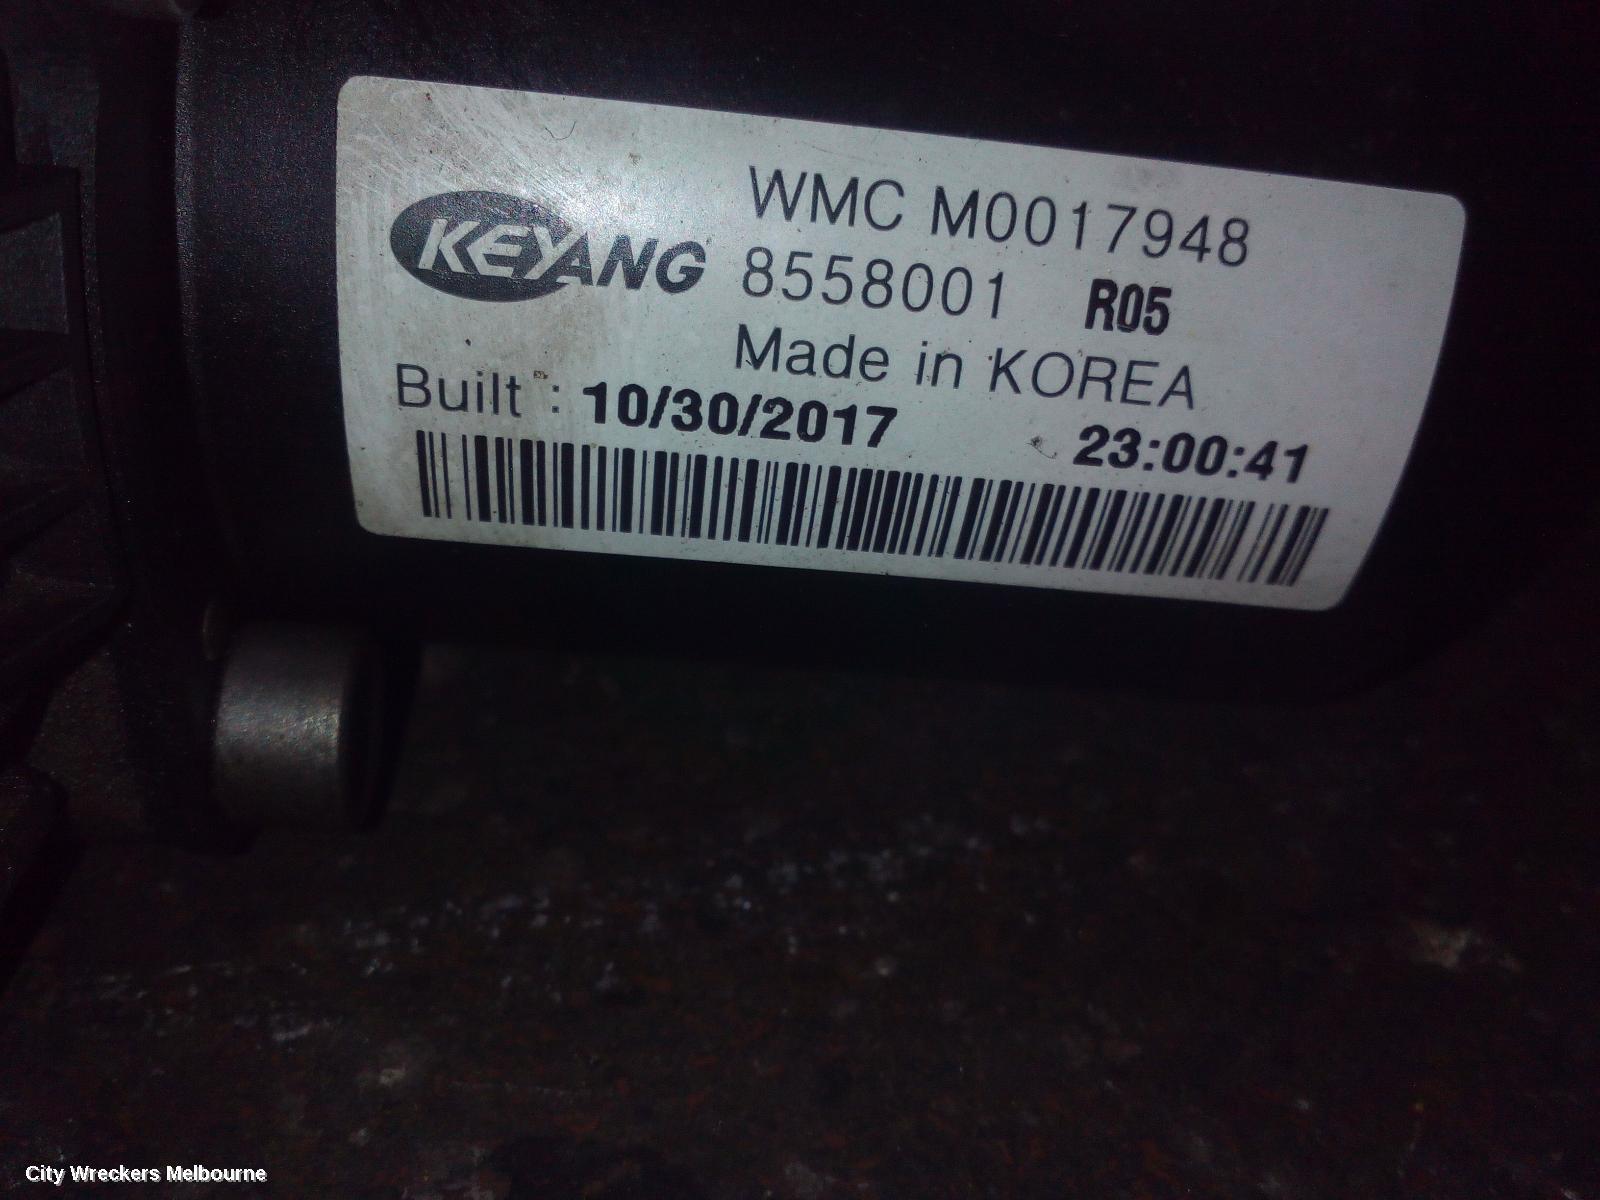 KEYANG
WMC M0017948
8558001 R05
Made in KOREA
Built : 10/30/2017 23:00:41
City Wreckers Melbourne